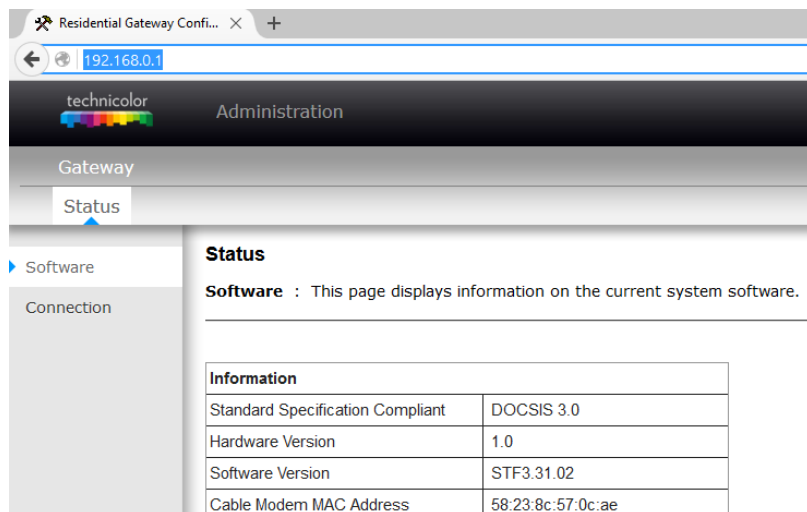 Residential Gateway Confi...
192.168.0.1
technicolor
Administration
Gateway
Status
Software
Connection
Status
Software : This page displays information on the current system software.
Information
Standard Specification Compliant DOCSIS 3.0
Hardware Version 1.0
Software Version STF3.31.02
Cable Modem MAC Address 58:23:8c:57:0c:ae